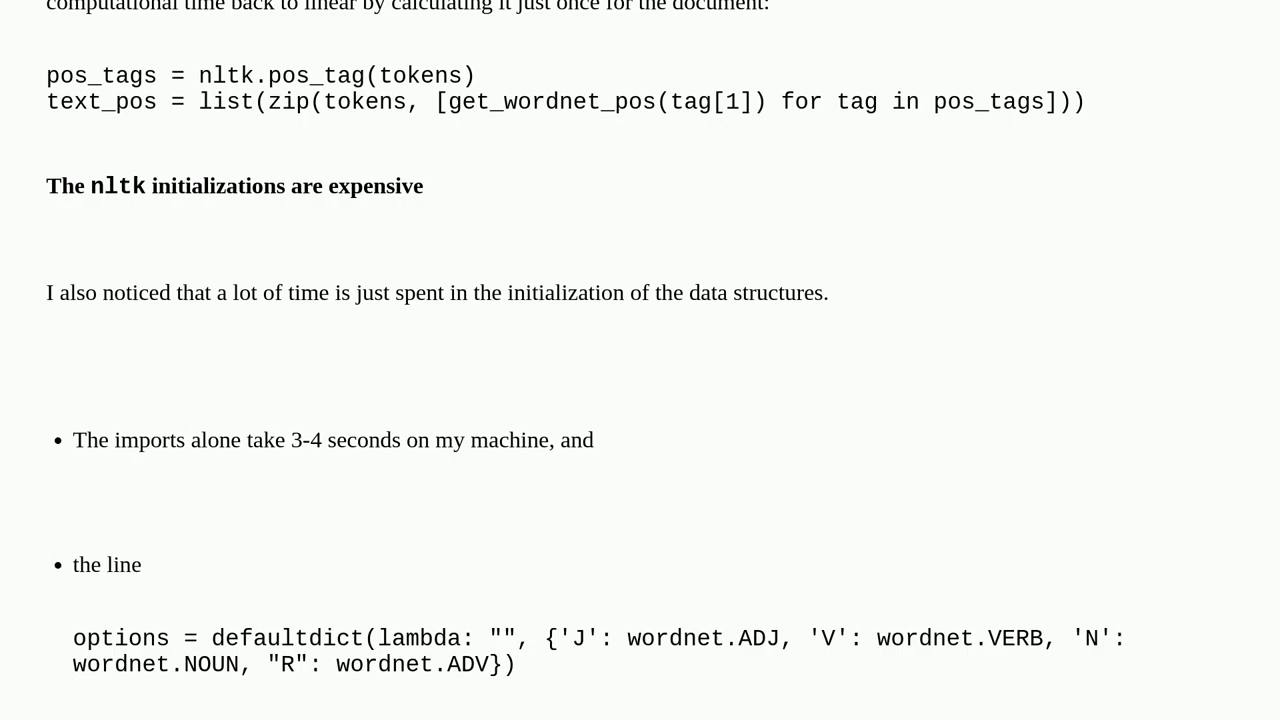 computational time back to linear by calculating it just once for the document:
pos_tags = nltk.pos_tag(tokens)
text_pos = list(zip(tokens, [get_wordnet_pos(tag[1]) for tag in pos_tags]))
The nltk initializations are expensive
I also noticed that a lot of time is just spent in the initialization of the data structures.
• The imports alone take 3-4 seconds on my machine, and
• the line
options = defaultdict(lambda: "", {'J': wordnet.ADJ, 'V': wordnet.VERB, 'N':
wordnet.NOUN, "R": wordnet.ADV})